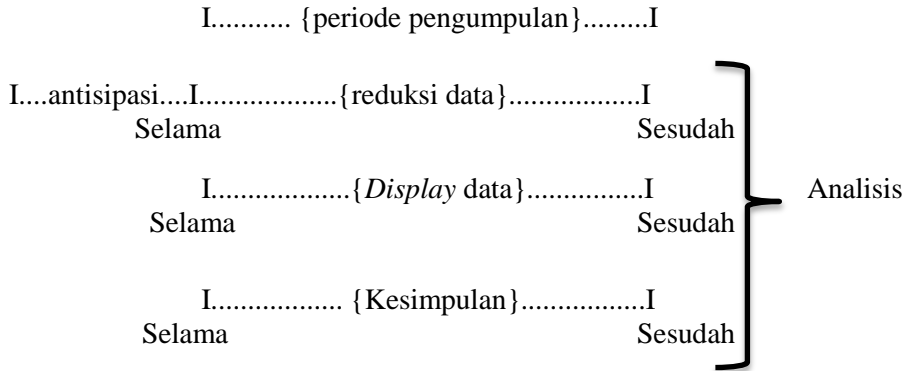 I........... {periode pengumpulan}.........I
I....antisipasi....I...................{reduksi data}...................I
Selama Sesudah
I...................{Display data}.................I Analisis
Selama Sesudah
I.................. {Kesimpulan}..................I
Selama Sesudah